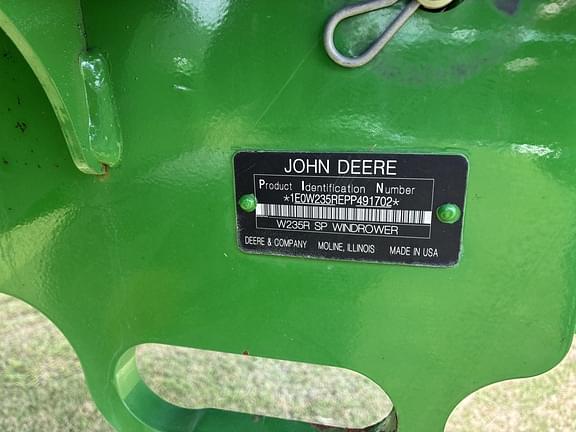 JOHN DEERE
Product Identification Number
*1E0W235REPP491702*
W235R SP WINDROWER
DEERE & COMPANY MOLINE, ILLINOIS MADE IN USA